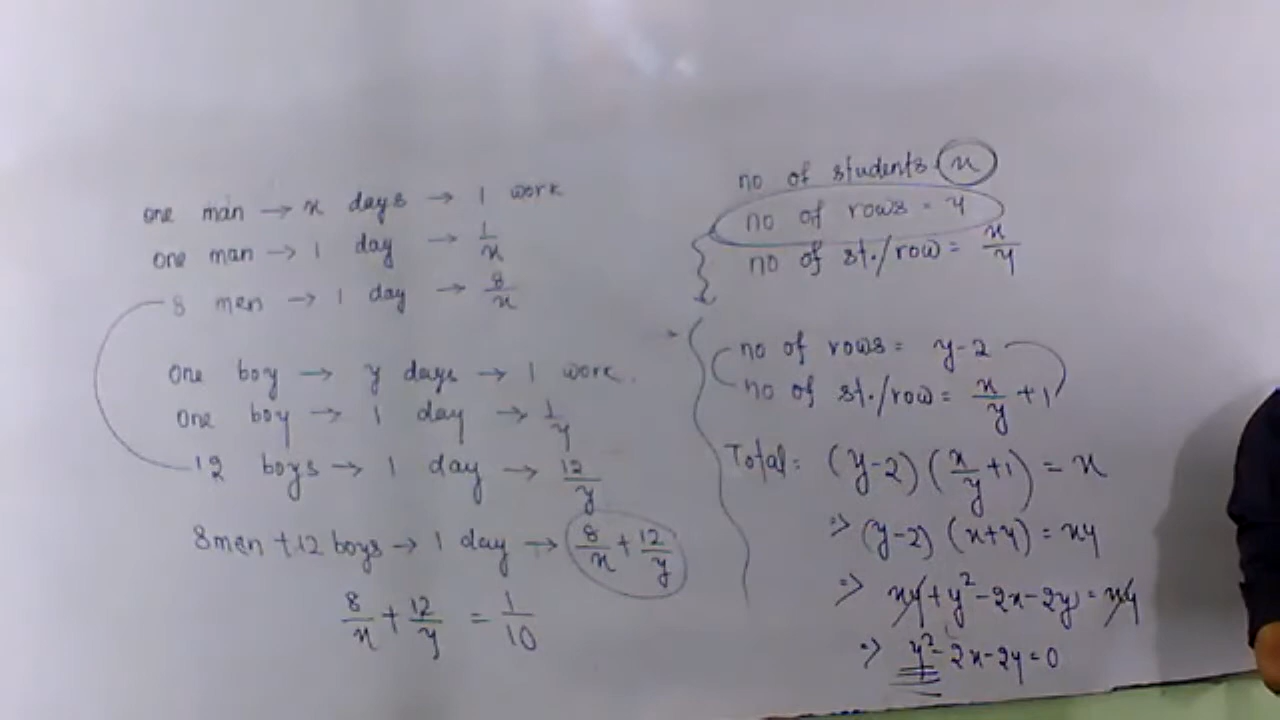 one man → x days → 1 work
one man → 1 day → 1/x
8 men → 1 day → 8/x
One boy → y days → 1 work.
One boy → 1 day → 1/y
12 boys → 1 day → 12/y
8men + 12 boys → 1 day → 8/x + 12/y
8/x + 12/y = 1/10
no of students x
no of rows = y
no of st./row = x/y
no of rows = y-2
no of st./row = x/y + 1
Total: (y-2)(x/y+1) = x
⇒ (y-2) (x+y) = xy
⇒ xy + y² - 2x - 2y = xy
⇒ y² - 2x - 2y = 0